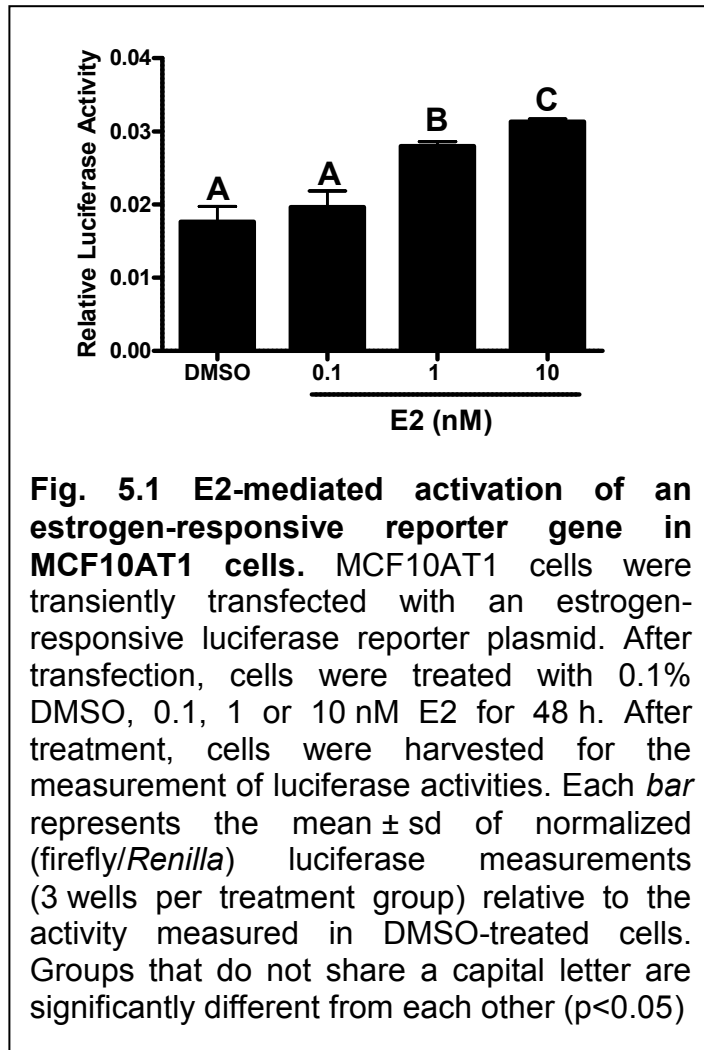 Relative Luciferase Activity
0.04
0.03
0.02
0.01
0.00
A
A
B
C
DMSO
0.1
1
10
E2 (nM)
Fig. 5.1 E2-mediated activation of an
estrogen-responsive reporter gene in
MCF10AT1 cells. MCF10AT1 cells were
transiently transfected with an estrogen-
responsive luciferase reporter plasmid. After
transfection, cells were treated with 0.1%
DMSO, 0.1, 1 or 10 nM E2 for 48 h. After
treatment, cells were harvested for the
measurement of luciferase activities. Each bar
represents the mean ± sd of normalized
(firefly/Renilla) luciferase measurements
(3 wells per treatment group) relative to the
activity measured in DMSO-treated cells.
Groups that do not share a capital letter are
significantly different from each other (p<0.05)